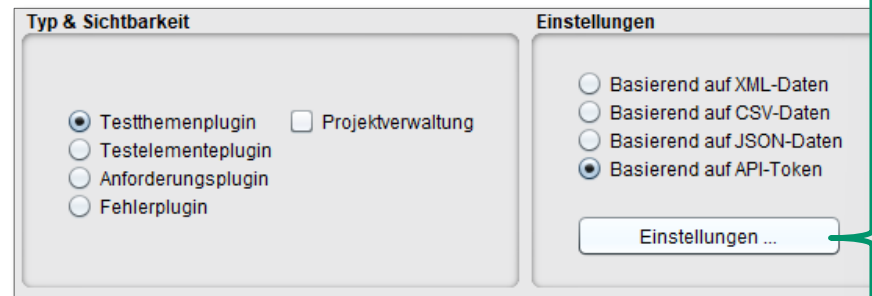 Typ & Sichtbarkeit
Testthemenplugin
Projektverwaltung
Testelementeplugin
Anforderungsplugin
Fehlerplugin
Einstellungen
Basierend auf XML-Daten
Basierend auf CSV-Daten
Basierend auf JSON-Daten
Basierend auf API-Token
Einstellungen ...